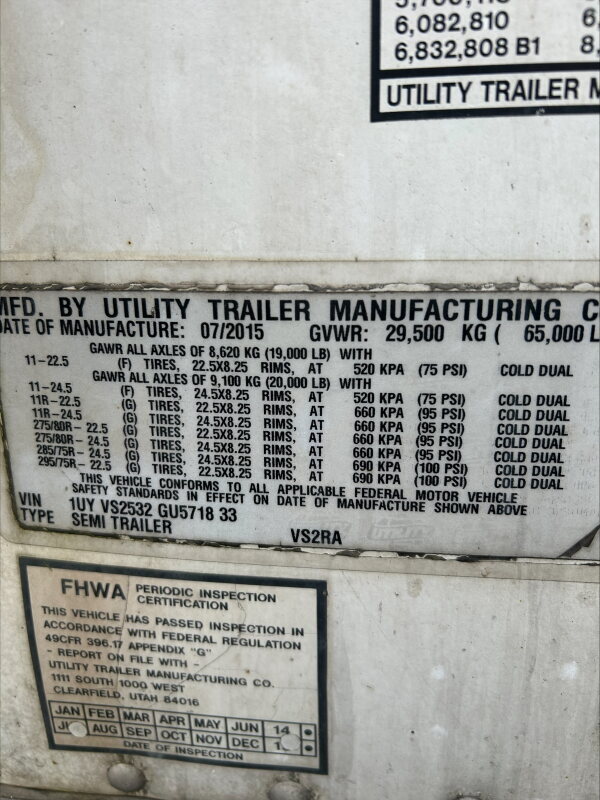 6,082,810
6,832,808 B1
UTILITY TRAILER
MFD. BY UTILITY TRAILER MANUFACTURING
DATE OF MANUFACTURE: 07/2015 GVWR: 29,500 KG ( 65,000
GAWR ALL AXLES OF 8,620 KG (19,000 LB) WITH
11-22.5 (F) TIRES, 22.5X8.25 RIMS, AT 520 KPA (75 PSI) COLD DUAL
GAWR ALL AXLES OF 9,100 KG (20,000 LB) WITH
11-24.5 (F) TIRES, 24.5X8.25 RIMS, AT 520 KPA (75 PSI) COLD DUAL
11R-22.5 (G) TIRES, 22.5X8.25 RIMS, AT 660 KPA (95 PSI) COLD DUAL
11R-24.5 (G) TIRES, 24.5X8.25 RIMS, AT 660 KPA (95 PSI) COLD DUAL
275/80R-22.5 (G) TIRES, 22.5X8.25 RIMS, AT 660 KPA (95 PSI) COLD DUAL
275/80R-24.5 (G) TIRES, 24.5X8.25 RIMS, AT 660 KPA (95 PSI) COLD DUAL
285/75R-24.5 (G) TIRES, 24.5X8.25 RIMS, AT 690 KPA (100 PSI) COLD DUAL
295/75R-22.5 (G) TIRES, 22.5X8.25 RIMS, AT 690 KPA (100 PSI) COLD DUAL
THIS VEHICLE CONFORMS TO ALL APPLICABLE FEDERAL MOTOR VEHICLE
SAFETY STANDARDS IN EFFECT ON DATE OF MANUFACTURE SHOWN ABOVE
VIN 1UY VS2532 GU5718 33
TYPE SEMI TRAILER VS2RA
FHWA PERIODIC INSPECTION
CERTIFICATION
THIS VEHICLE HAS PASSED INSPECTION IN
ACCORDANCE WITH FEDERAL REGULATION
49CFR 396.17 APPENDIX "G"
- REPORT ON FILE WITH -
UTILITY TRAILER MANUFACTURING CO.
1111 SOUTH 1000 WEST
CLEARFIELD, UTAH 84016
JAN FEB MAR APR MAY JUN 14
AUG SEP OCT NOV DEC
DATE OF INSPECTION